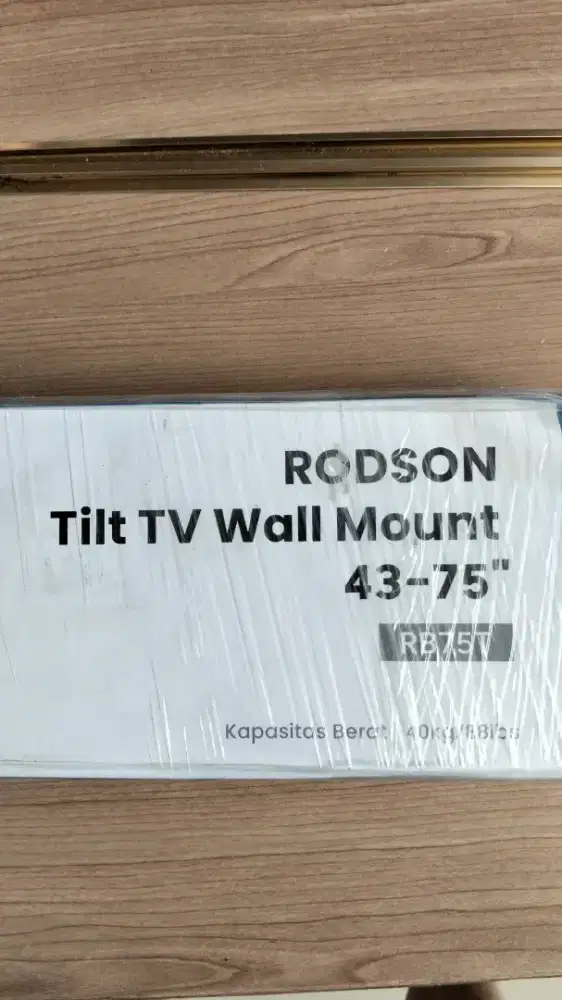 RODSON
Tilt TV Wall Mount
43-75"
RB75T
Kapasitas Berat : 40kg/88lbs